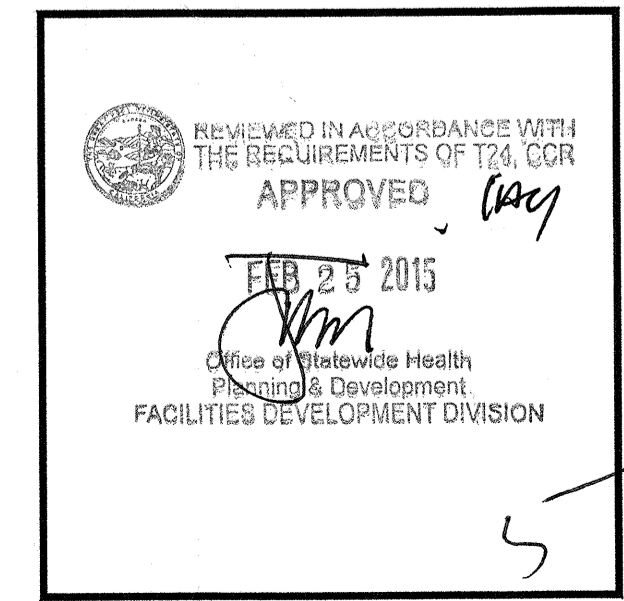 REVIEWED IN ACCORDANCE WITH
THE REQUIREMENTS OF T24, CCR
APPROVED
FEB 25 2015
Office of Statewide Health
Planning & Development
FACILITIES DEVELOPMENT DIVISION